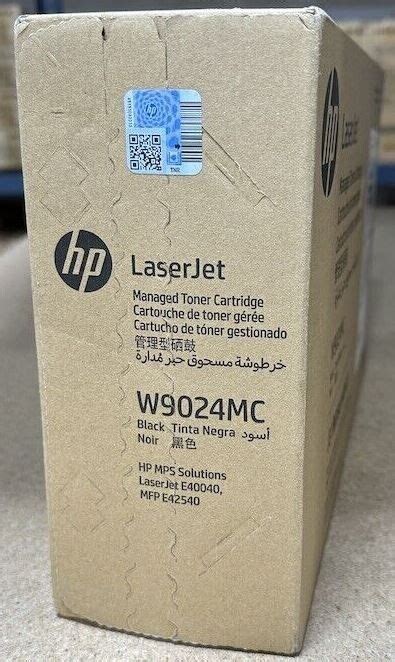 hp
TNR
hp
LaserJet
Managed Toner Cartridge
Cartouche de toner gérée
Cartucho de tóner gestionado
管理型硒鼓
خرطوشة مسحوق حبر مُدارة
W9024MC
Black Tinta Negra أسود
Noir 黑色
HP MPS Solutions
LaserJet E40040,
MFP E42540
hp